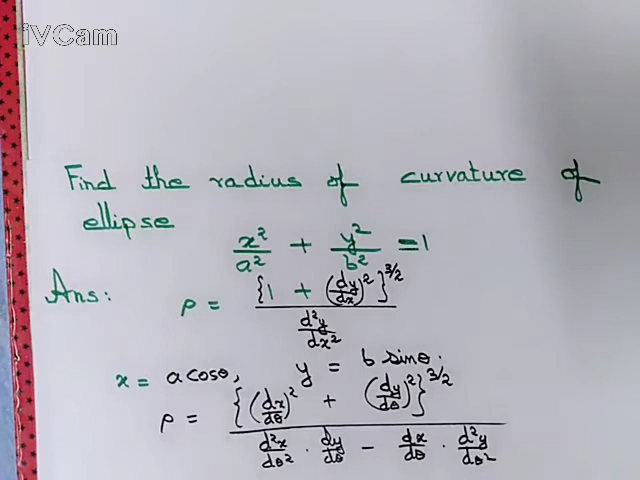 iVCam
Find the radius of curvature of
ellipse
x²/a² + y²/b² = 1
Ans: ρ = {1 + (dy/dx)²}^3/2 / d²y/dx²
x = a cosθ, y = b sinθ.
ρ = {(dx/dθ)² + (dy/dθ)²}^3/2 / d²x/dθ² · dy/dθ − dx/dθ · d²y/dθ²